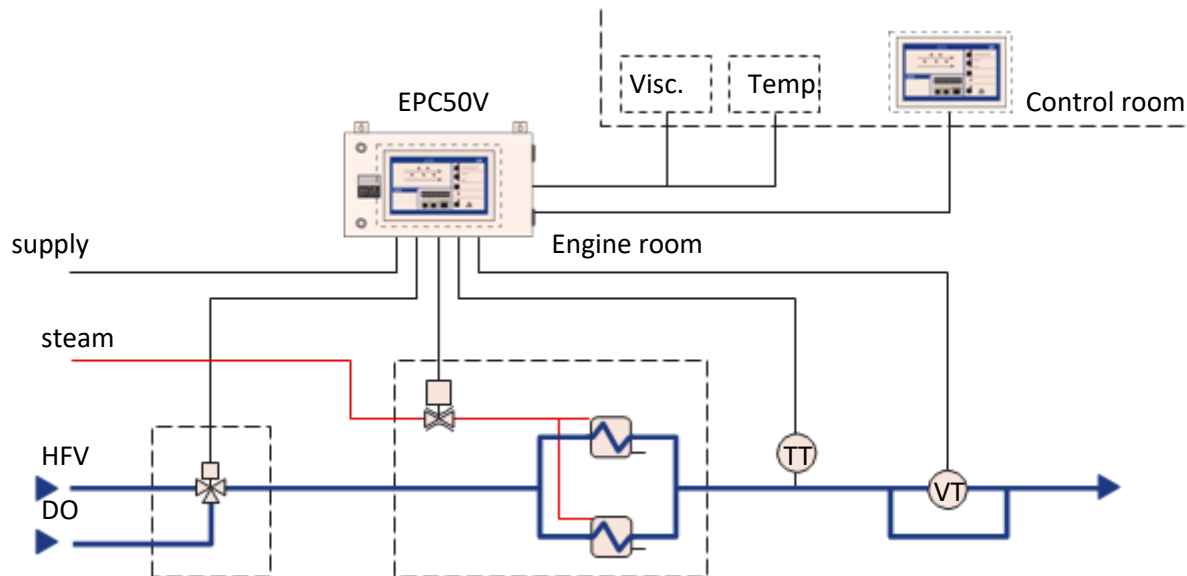 Visc.
Temp.
EPC50V
Control room
supply
Engine room
steam
HFV
TT
DO
VT